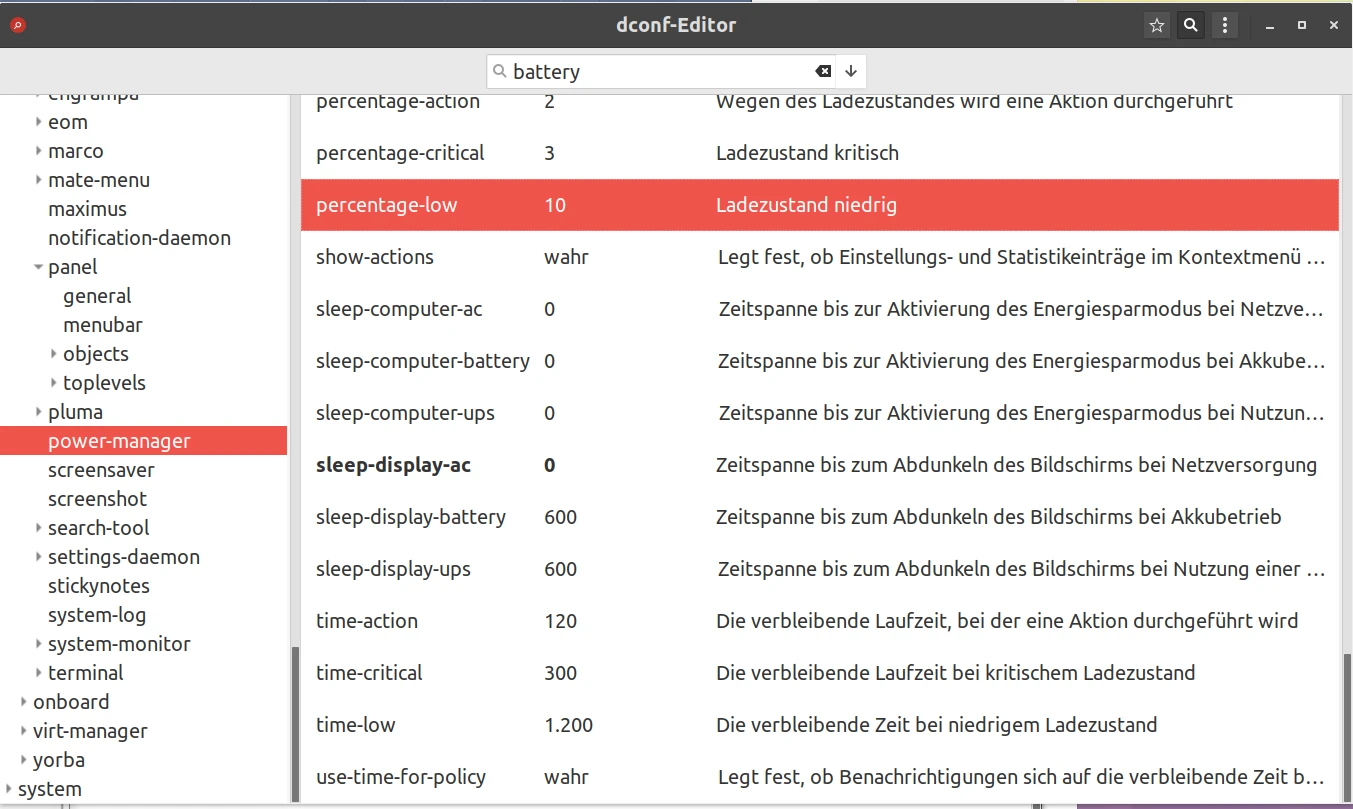 dconf-Editor
battery
engrampa
eom
marco
mate-menu
maximus
notification-daemon
panel
general
menubar
objects
toplevels
pluma
power-manager
screensaver
screenshot
search-tool
settings-daemon
stickynotes
system-log
system-monitor
terminal
onboard
virt-manager
yorba
system
percentage-action 2 Wegen des Ladezustandes wird eine Aktion durchgeführt
percentage-critical 3 Ladezustand kritisch
percentage-low 10 Ladezustand niedrig
show-actions wahr Legt fest, ob Einstellungs- und Statistikeinträge im Kontextmenü …
sleep-computer-ac 0 Zeitspanne bis zur Aktivierung des Energiesparmodus bei Netzve…
sleep-computer-battery 0 Zeitspanne bis zur Aktivierung des Energiesparmodus bei Akkube…
sleep-computer-ups 0 Zeitspanne bis zur Aktivierung des Energiesparmodus bei Nutzun…
sleep-display-ac 0 Zeitspanne bis zum Abdunkeln des Bildschirms bei Netzversorgung
sleep-display-battery 600 Zeitspanne bis zum Abdunkeln des Bildschirms bei Akkubetrieb
sleep-display-ups 600 Zeitspanne bis zum Abdunkeln des Bildschirms bei Nutzung einer …
time-action 120 Die verbleibende Laufzeit, bei der eine Aktion durchgeführt wird
time-critical 300 Die verbleibende Laufzeit bei kritischem Ladezustand
time-low 1.200 Die verbleibende Zeit bei niedrigem Ladezustand
use-time-for-policy wahr Legt fest, ob Benachrichtigungen sich auf die verbleibende Zeit b…